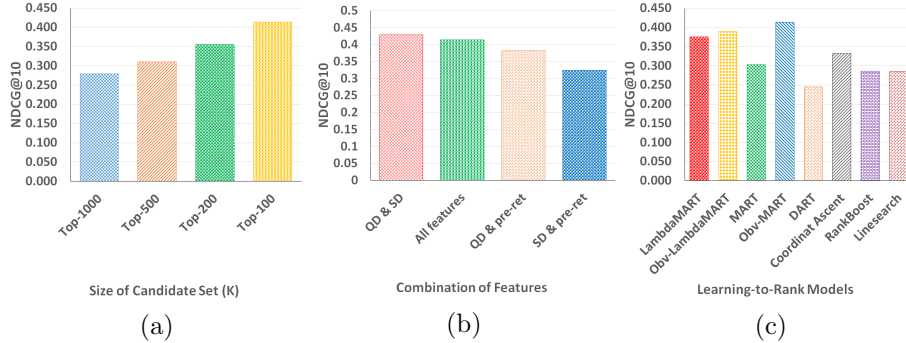 0.450
0.400
0.350
0.300
0.250
0.200
0.150
0.100
0.050
0.000
NDCG@10
Top-1000
Top-500
Top-200
Top-100
Size of Candidate Set (K)
(a)
0.5
0.45
0.4
0.35
0.3
0.25
0.2
0.15
0.1
0.05
0
NDCG@10
QD & SD
All features
QD & pre-ret
SD & pre-ret
Combination of Features
(b)
0.450
0.400
0.350
0.300
0.250
0.200
0.150
0.100
0.050
0.000
NDCG@10
LambdaMART
Obv-LambdaMART
MART
Obv-MART
DART
Coordinat Ascent
RankBoost
Linesearch
Learning-to-Rank Models
(c)